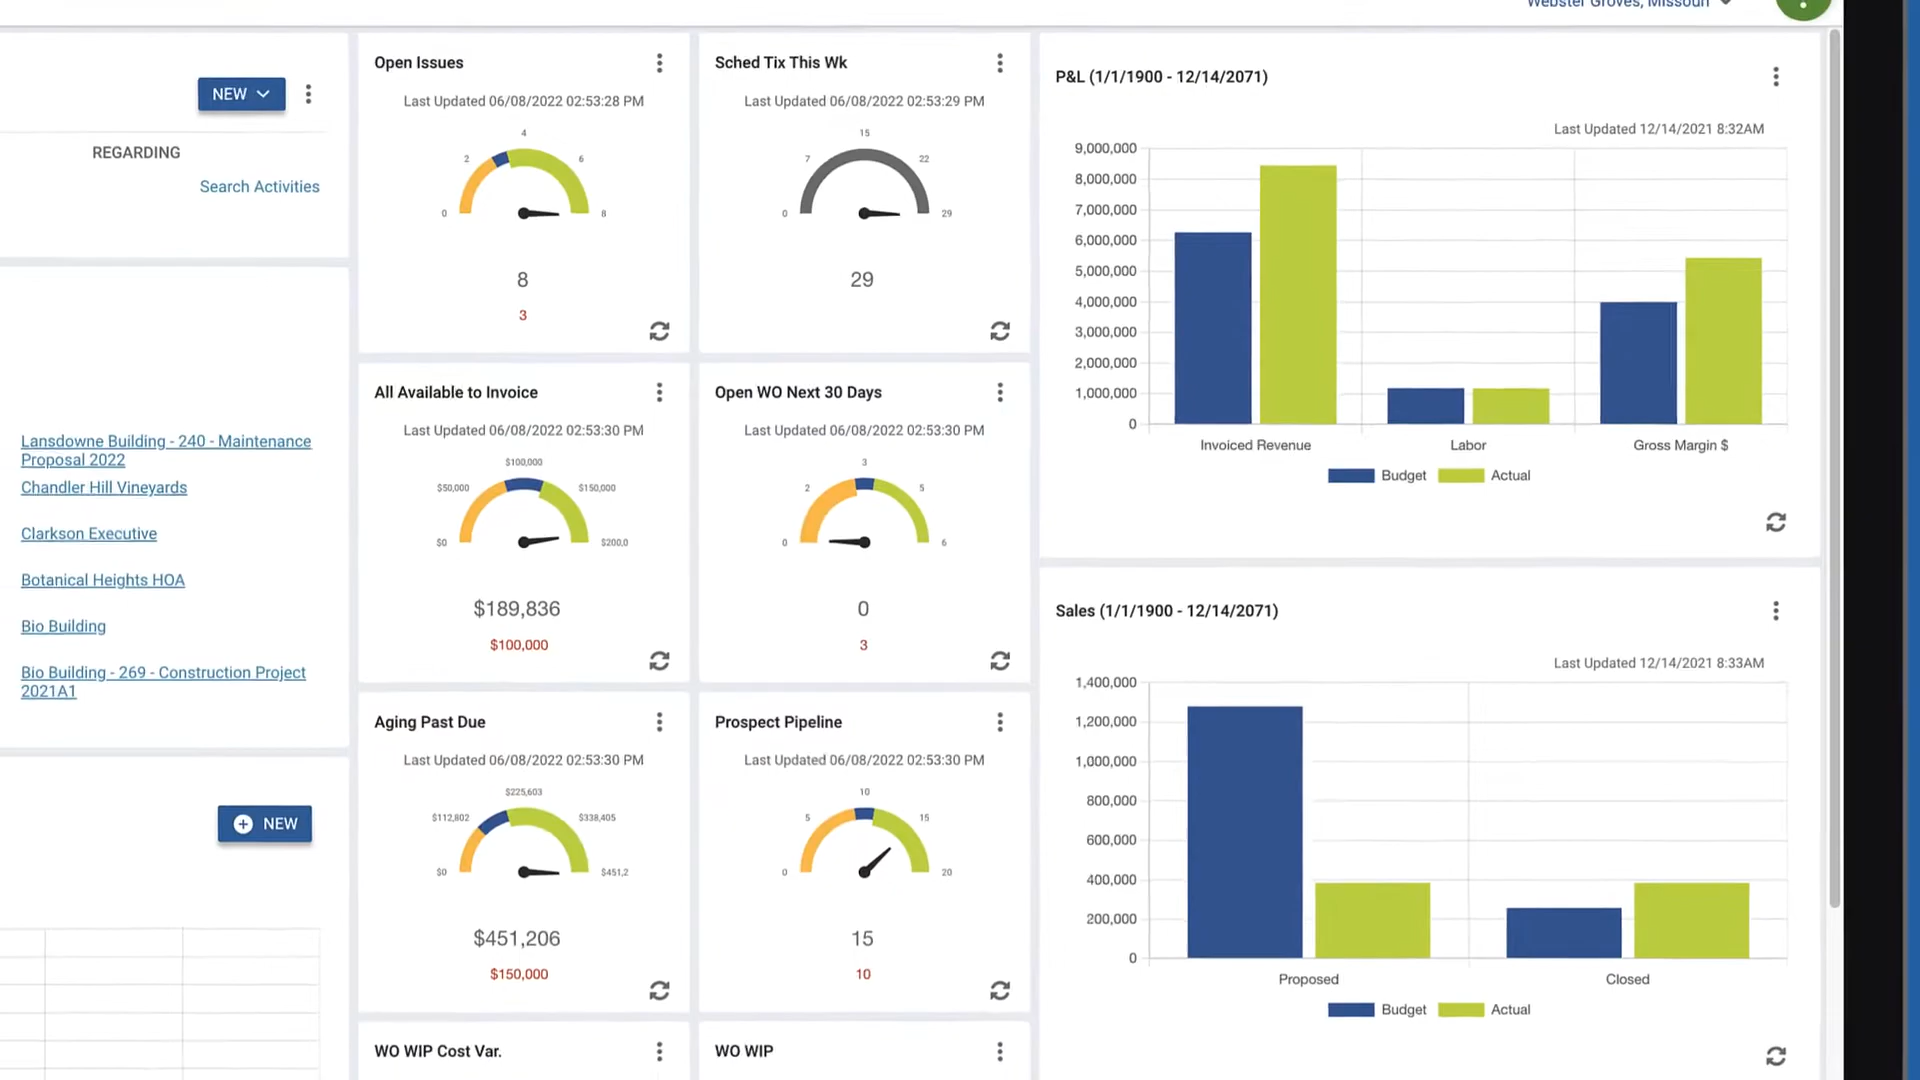 Webster Groves, Missouri
NEW
REGARDING
Search Activities
Lansdowne Building - 240 - Maintenance
Proposal 2022
Chandler Hill Vineyards
Clarkson Executive
Botanical Heights HOA
Bio Building
Bio Building - 269 - Construction Project
2021A1
NEW
Open Issues
Last Updated 06/08/2022 02:53:28 PM
4
2
6
0
8
8
3
Sched Tix This Wk
Last Updated 06/08/2022 02:53:29 PM
15
7
22
0
29
29
All Available to Invoice
Last Updated 06/08/2022 02:53:30 PM
$100,000
$50,000
$150,000
$0
$200,0
$189,836
$100,000
Open WO Next 30 Days
Last Updated 06/08/2022 02:53:30 PM
3
2
5
0
6
0
3
Aging Past Due
Last Updated 06/08/2022 02:53:30 PM
$225,603
$112,802
$338,405
$0
$451,2
$451,206
$150,000
Prospect Pipeline
Last Updated 06/08/2022 02:53:30 PM
10
5
15
0
20
15
10
WO WIP Cost Var.
WO WIP
P&L (1/1/1900 - 12/14/2071)
Last Updated 12/14/2021 8:32AM
9,000,000
8,000,000
7,000,000
6,000,000
5,000,000
4,000,000
3,000,000
2,000,000
1,000,000
0
Invoiced Revenue
Labor
Gross Margin $
Budget
Actual
Sales (1/1/1900 - 12/14/2071)
Last Updated 12/14/2021 8:33AM
1,400,000
1,200,000
1,000,000
800,000
600,000
400,000
200,000
0
Proposed
Closed
Budget
Actual